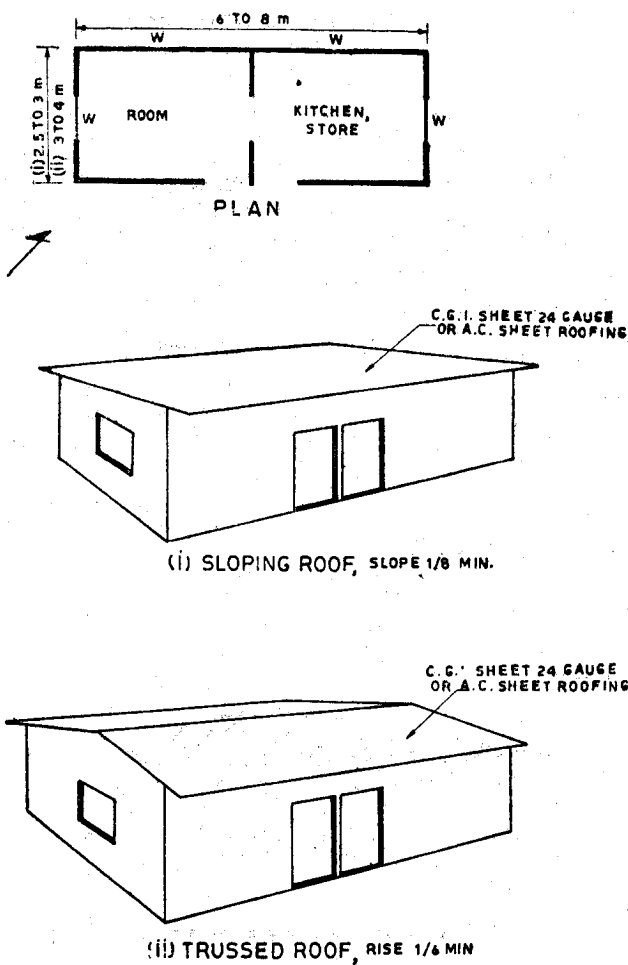 6 TO 8 m
W W
(i) 2.5 TO 3 m
(ii) 3 TO 4 m
W ROOM KITCHEN, W
STORE
PLAN
C.G.I. SHEET 24 GAUGE
OR A.C. SHEET ROOFING
(i) SLOPING ROOF, SLOPE 1/8 MIN.
C.G.' SHEET 24 GAUGE
OR A.C. SHEET ROOFING
(ii) TRUSSED ROOF, RISE 1/6 MIN